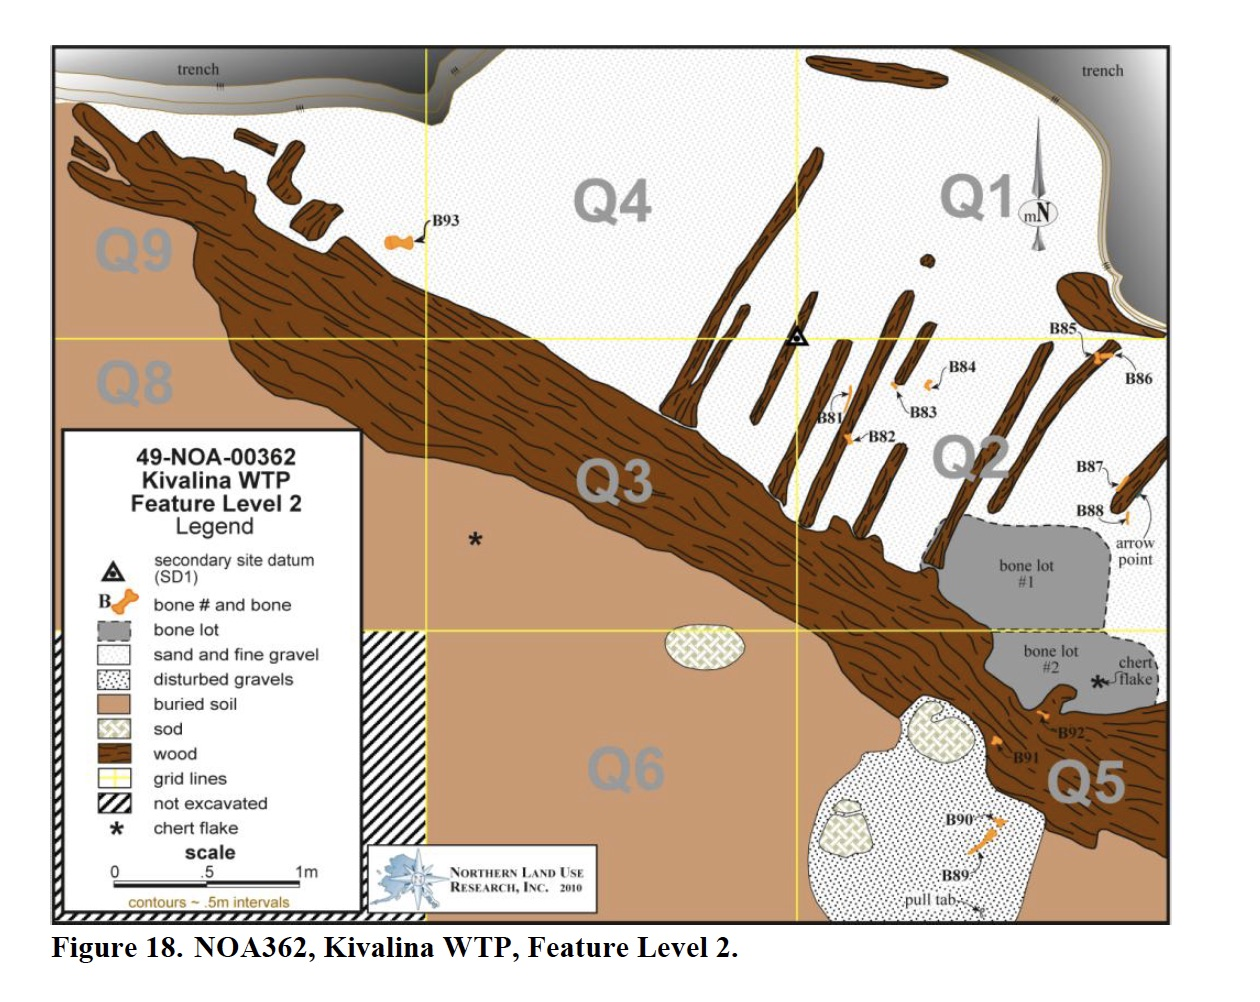 trench
trench
Q4
Q1
mN
B93
Q9
B85
B86
B84
B83
B81
B82
Q8
Q2
Q3
B87
B88
arrow
point
bone lot
#1
bone lot
#2
chert
flake
B92
B91
Q6
Q5
B90
B89
pull tab
49-NOA-00362
Kivalina WTP
Feature Level 2
Legend
secondary site datum
(SD1)
B bone # and bone
bone lot
sand and fine gravel
disturbed gravels
buried soil
sod
wood
grid lines
not excavated
* chert flake
scale
0 .5 1m
contours ~ .5m intervals
NORTHERN LAND USE
RESEARCH, INC. 2010
Figure 18. NOA362, Kivalina WTP, Feature Level 2.